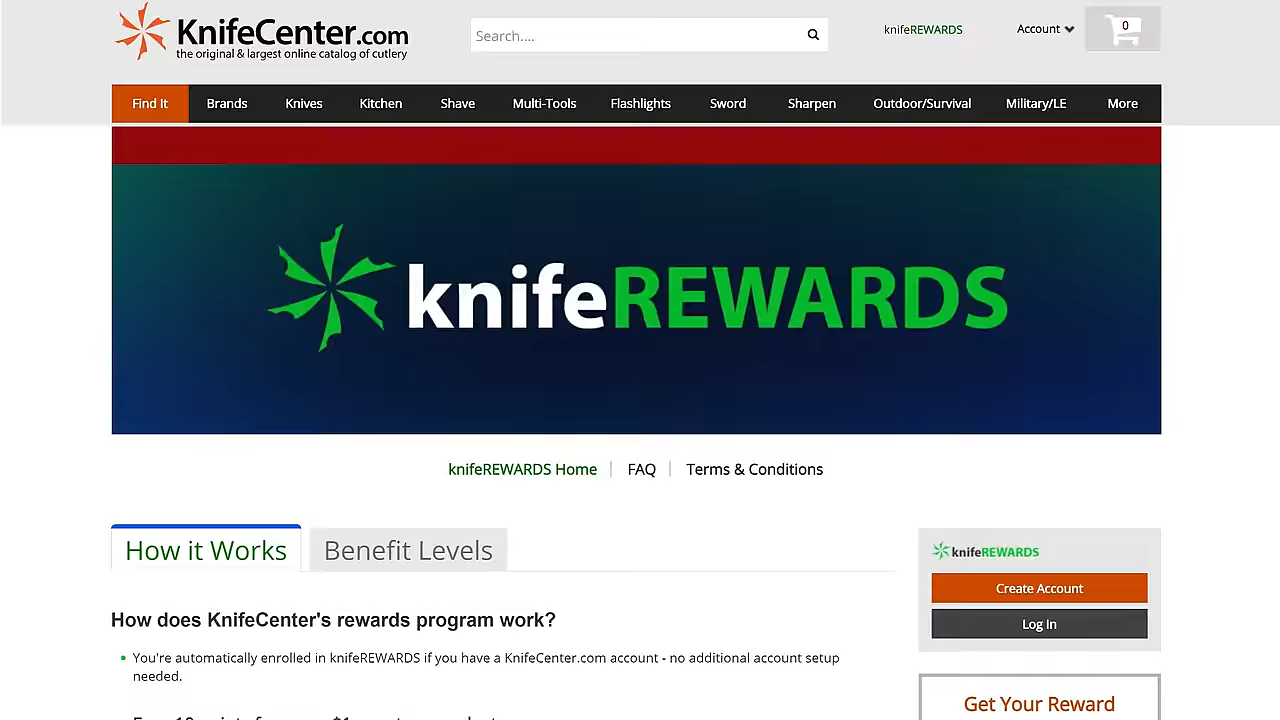 KnifeCenter.com
the original & largest online catalog of cutlery
Search....
knifeREWARDS
Account
0
Find It Brands Knives Kitchen Shave Multi-Tools Flashlights Sword Sharpen Outdoor/Survival Military/LE More
knifeREWARDS
knifeREWARDS Home FAQ Terms & Conditions
How it Works Benefit Levels
How does KnifeCenter's rewards program work?
You're automatically enrolled in knifeREWARDS if you have a KnifeCenter.com account - no additional account setup
needed.
knifeREWARDS
Create Account
Log In
Get Your Reward